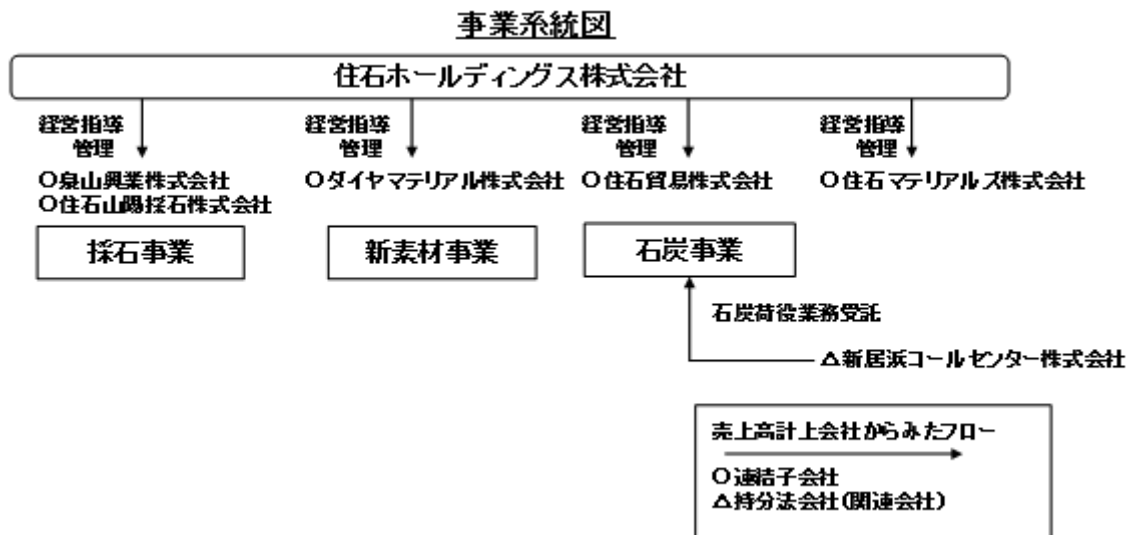 事業系統図
住石ホールディングス株式会社
経営指導
管理
○泉山興業株式会社
○住石山陽採石株式会社
採石事業
経営指導
管理
○ダイヤマテリアル株式会社
新素材事業
経営指導
管理
○住石貿易株式会社
石炭事業
経営指導
管理
○住石マテリアルズ株式会社
石炭荷役業務受託
△新居浜コールセンター株式会社
売上高計上会社からみたフロー
○連結子会社
△持分法会社(関連会社)